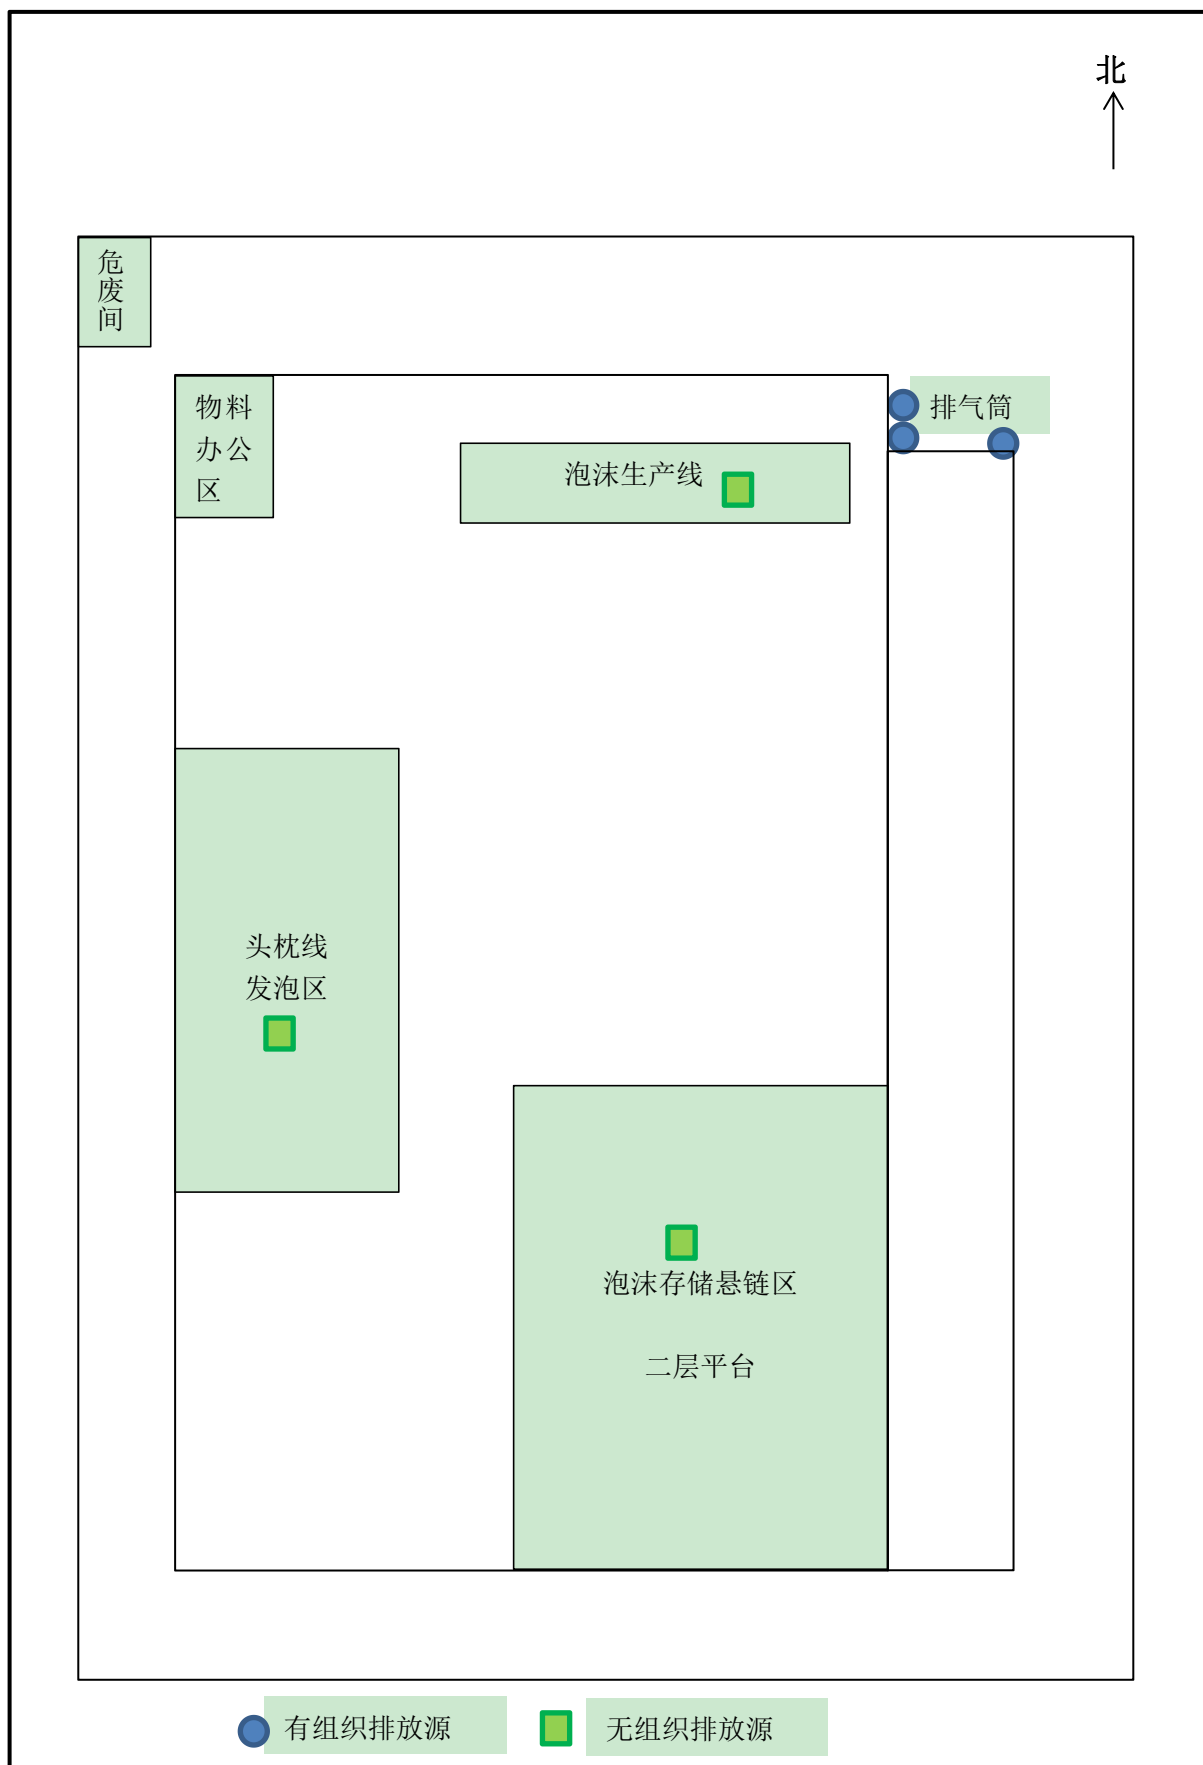 北
危
废
间
物料
办公
区
排气筒
泡沫生产线
头枕线
发泡区
泡沫存储悬链区
二层平台
有组织排放源
无组织排放源